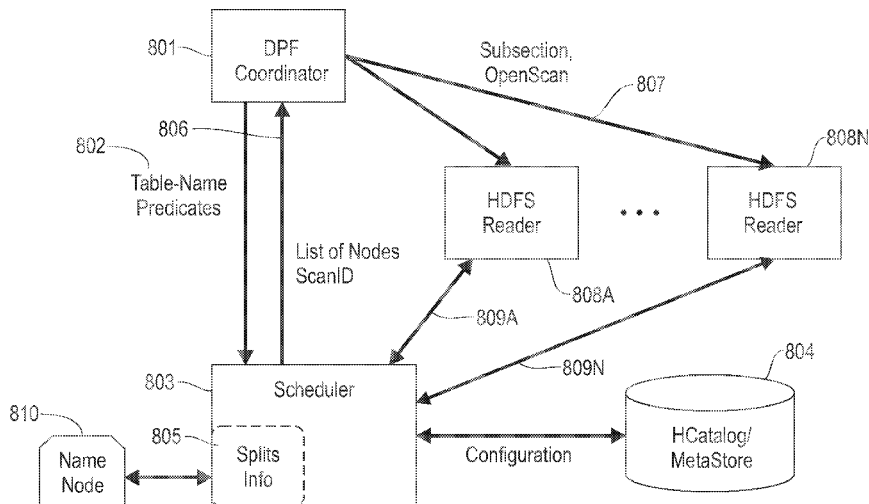 801
DPF
Coordinator
Subsection,
OpenScan
807
802
806
808N
Table-Name
Predicates
HDFS
Reader
• • •
HDFS
Reader
List of Nodes
ScanID
808A
809A
803
Scheduler
809N
804
810
805
Splits
Info
Name
Node
Configuration
HCatalog/
MetaStore